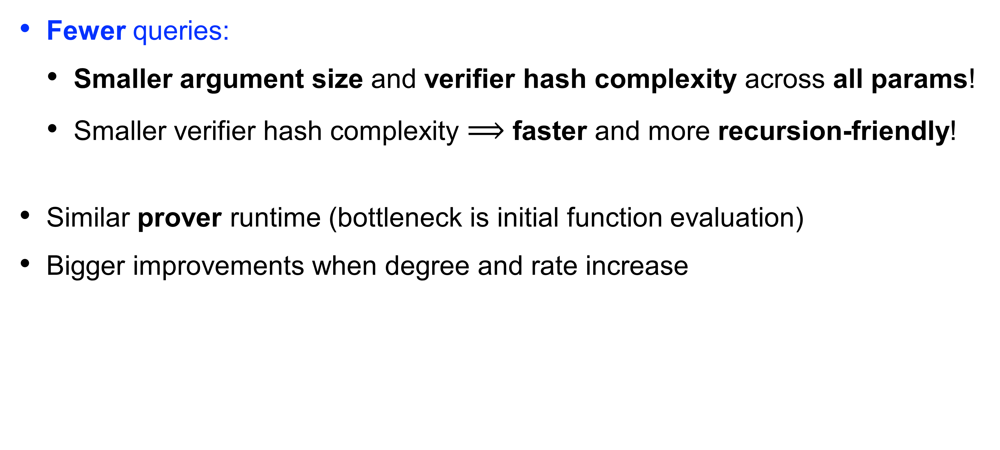 • Fewer queries:
• Smaller argument size and verifier hash complexity across all params!
• Smaller verifier hash complexity ⟹ faster and more recursion-friendly!
• Similar prover runtime (bottleneck is initial function evaluation)
• Bigger improvements when degree and rate increase